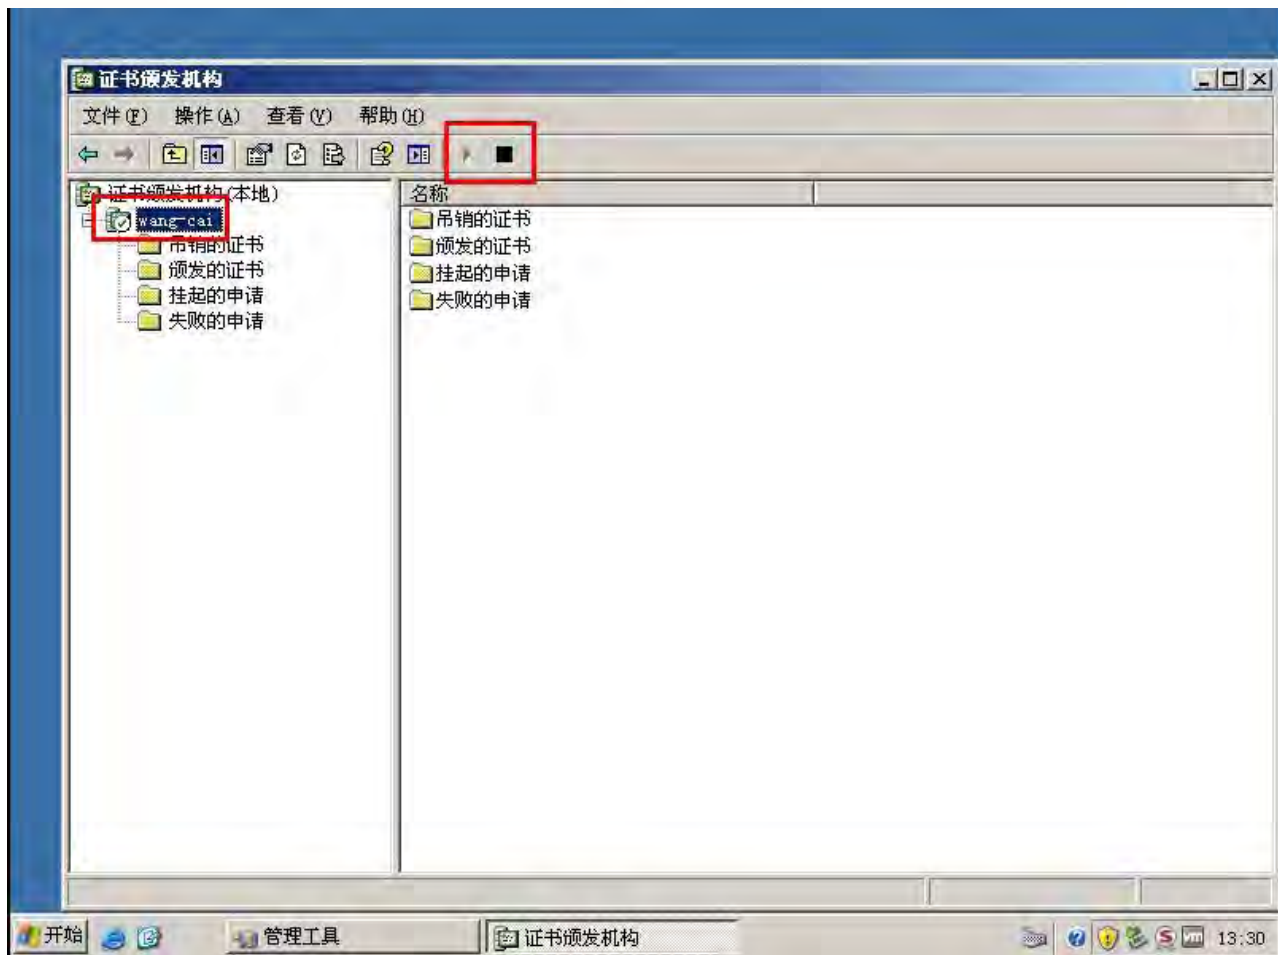 证书颁发机构
文件(F) 操作(A) 查看(V) 帮助(H)
证书颁发机构(本地)
wang-cai
吊销的证书
颁发的证书
挂起的申请
失败的申请
名称
吊销的证书
颁发的证书
挂起的申请
失败的申请
开始 管理工具 证书颁发机构 13:30